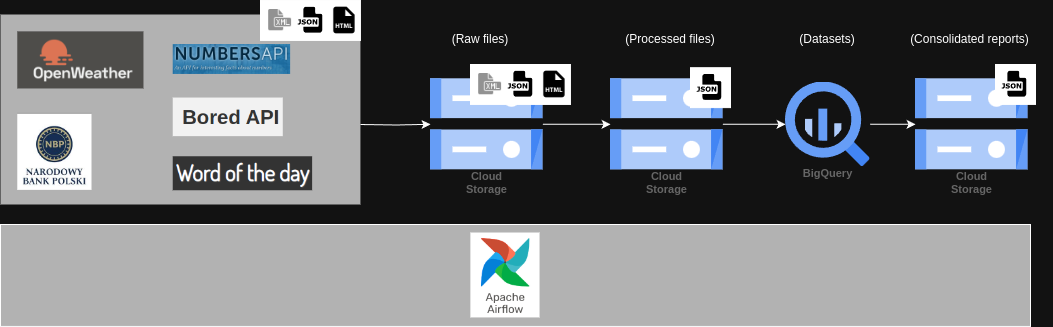 XML JSON HTML
OpenWeather
NUMBERSAPI
An API for interesting facts about numbers
Bored API
NBP
NARODOWY
BANK POLSKI
Word of the day
(Raw files)
XML JSON HTML
Cloud
Storage
(Processed files)
JSON
Cloud
Storage
(Datasets)
BigQuery
(Consolidated reports)
JSON
Cloud
Storage
Apache
Airflow